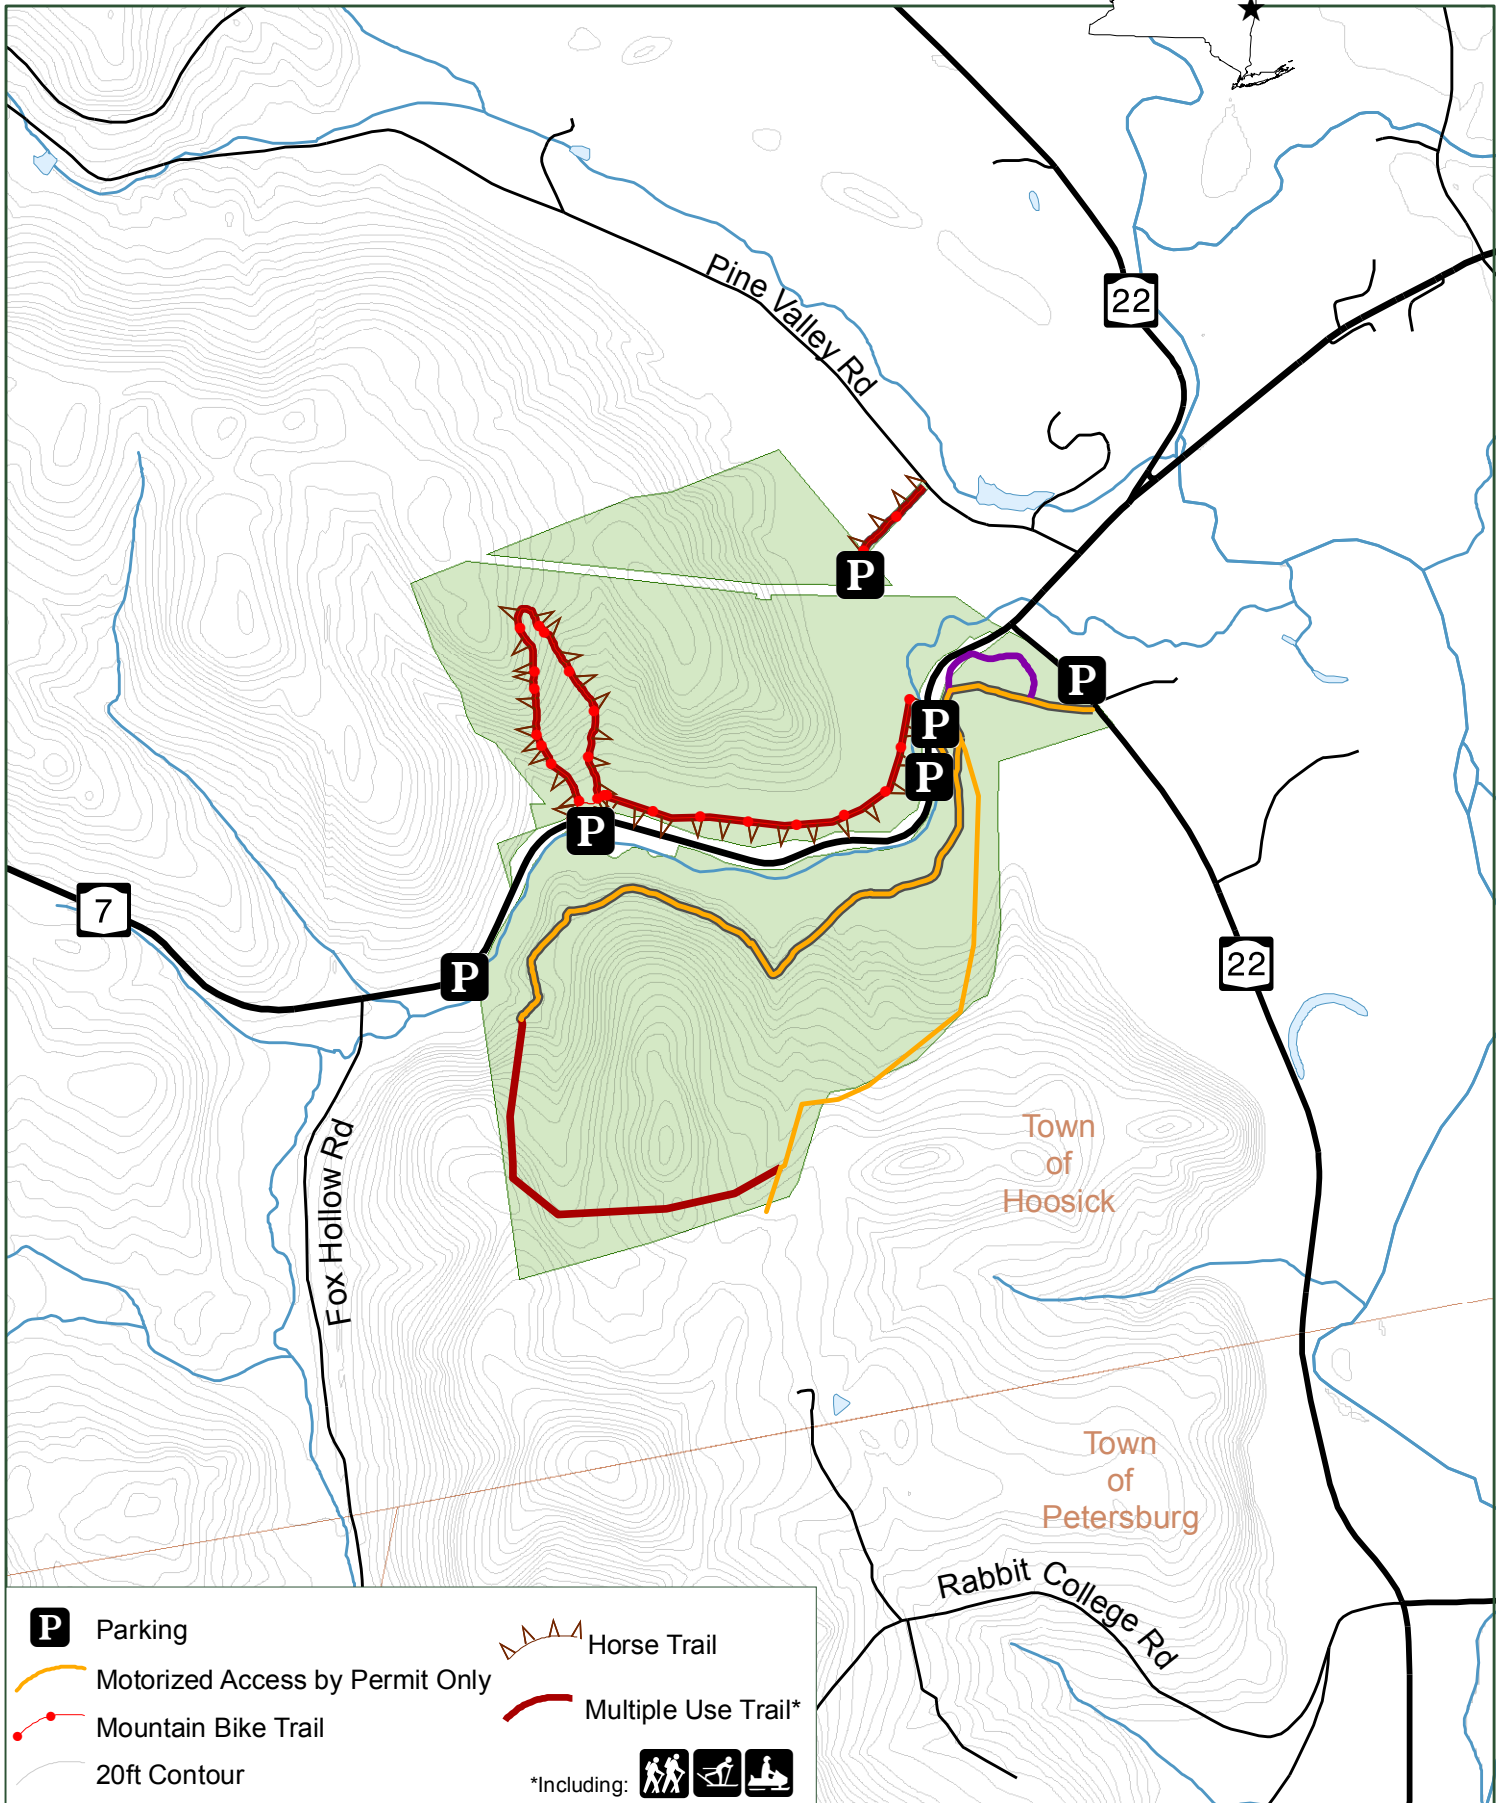 22
Pine Valley Rd
P
P
P
P
P
7
P
22
Town
of
Hoosick
Fox Hollow Rd
Town
of
Petersburg
Rabbit College Rd
P Parking
Motorized Access by Permit Only
Mountain Bike Trail
20ft Contour
Horse Trail
Multiple Use Trail*
*Including: